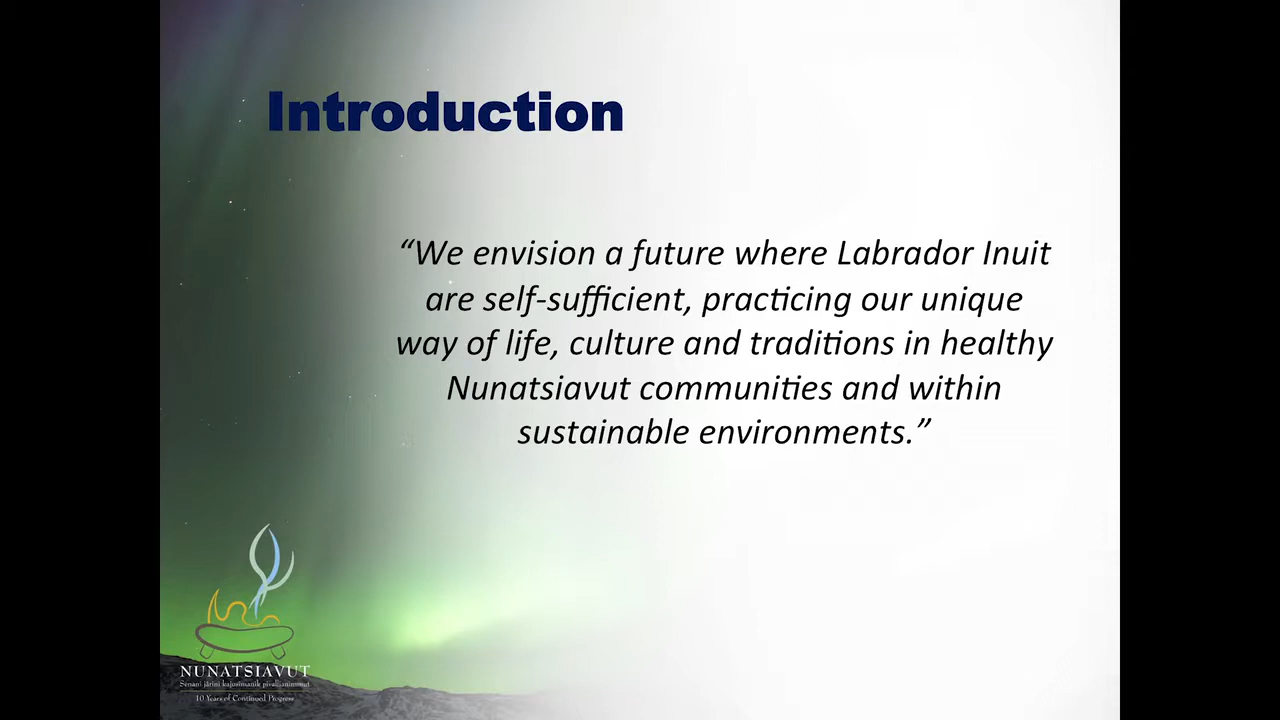 Introduction
“We envision a future where Labrador Inuit
are self-sufficient, practicing our unique
way of life, culture and traditions in healthy
Nunatsiavut communities and within
sustainable environments.”
NUNATSIAVUT
10 Years of Continued Progress